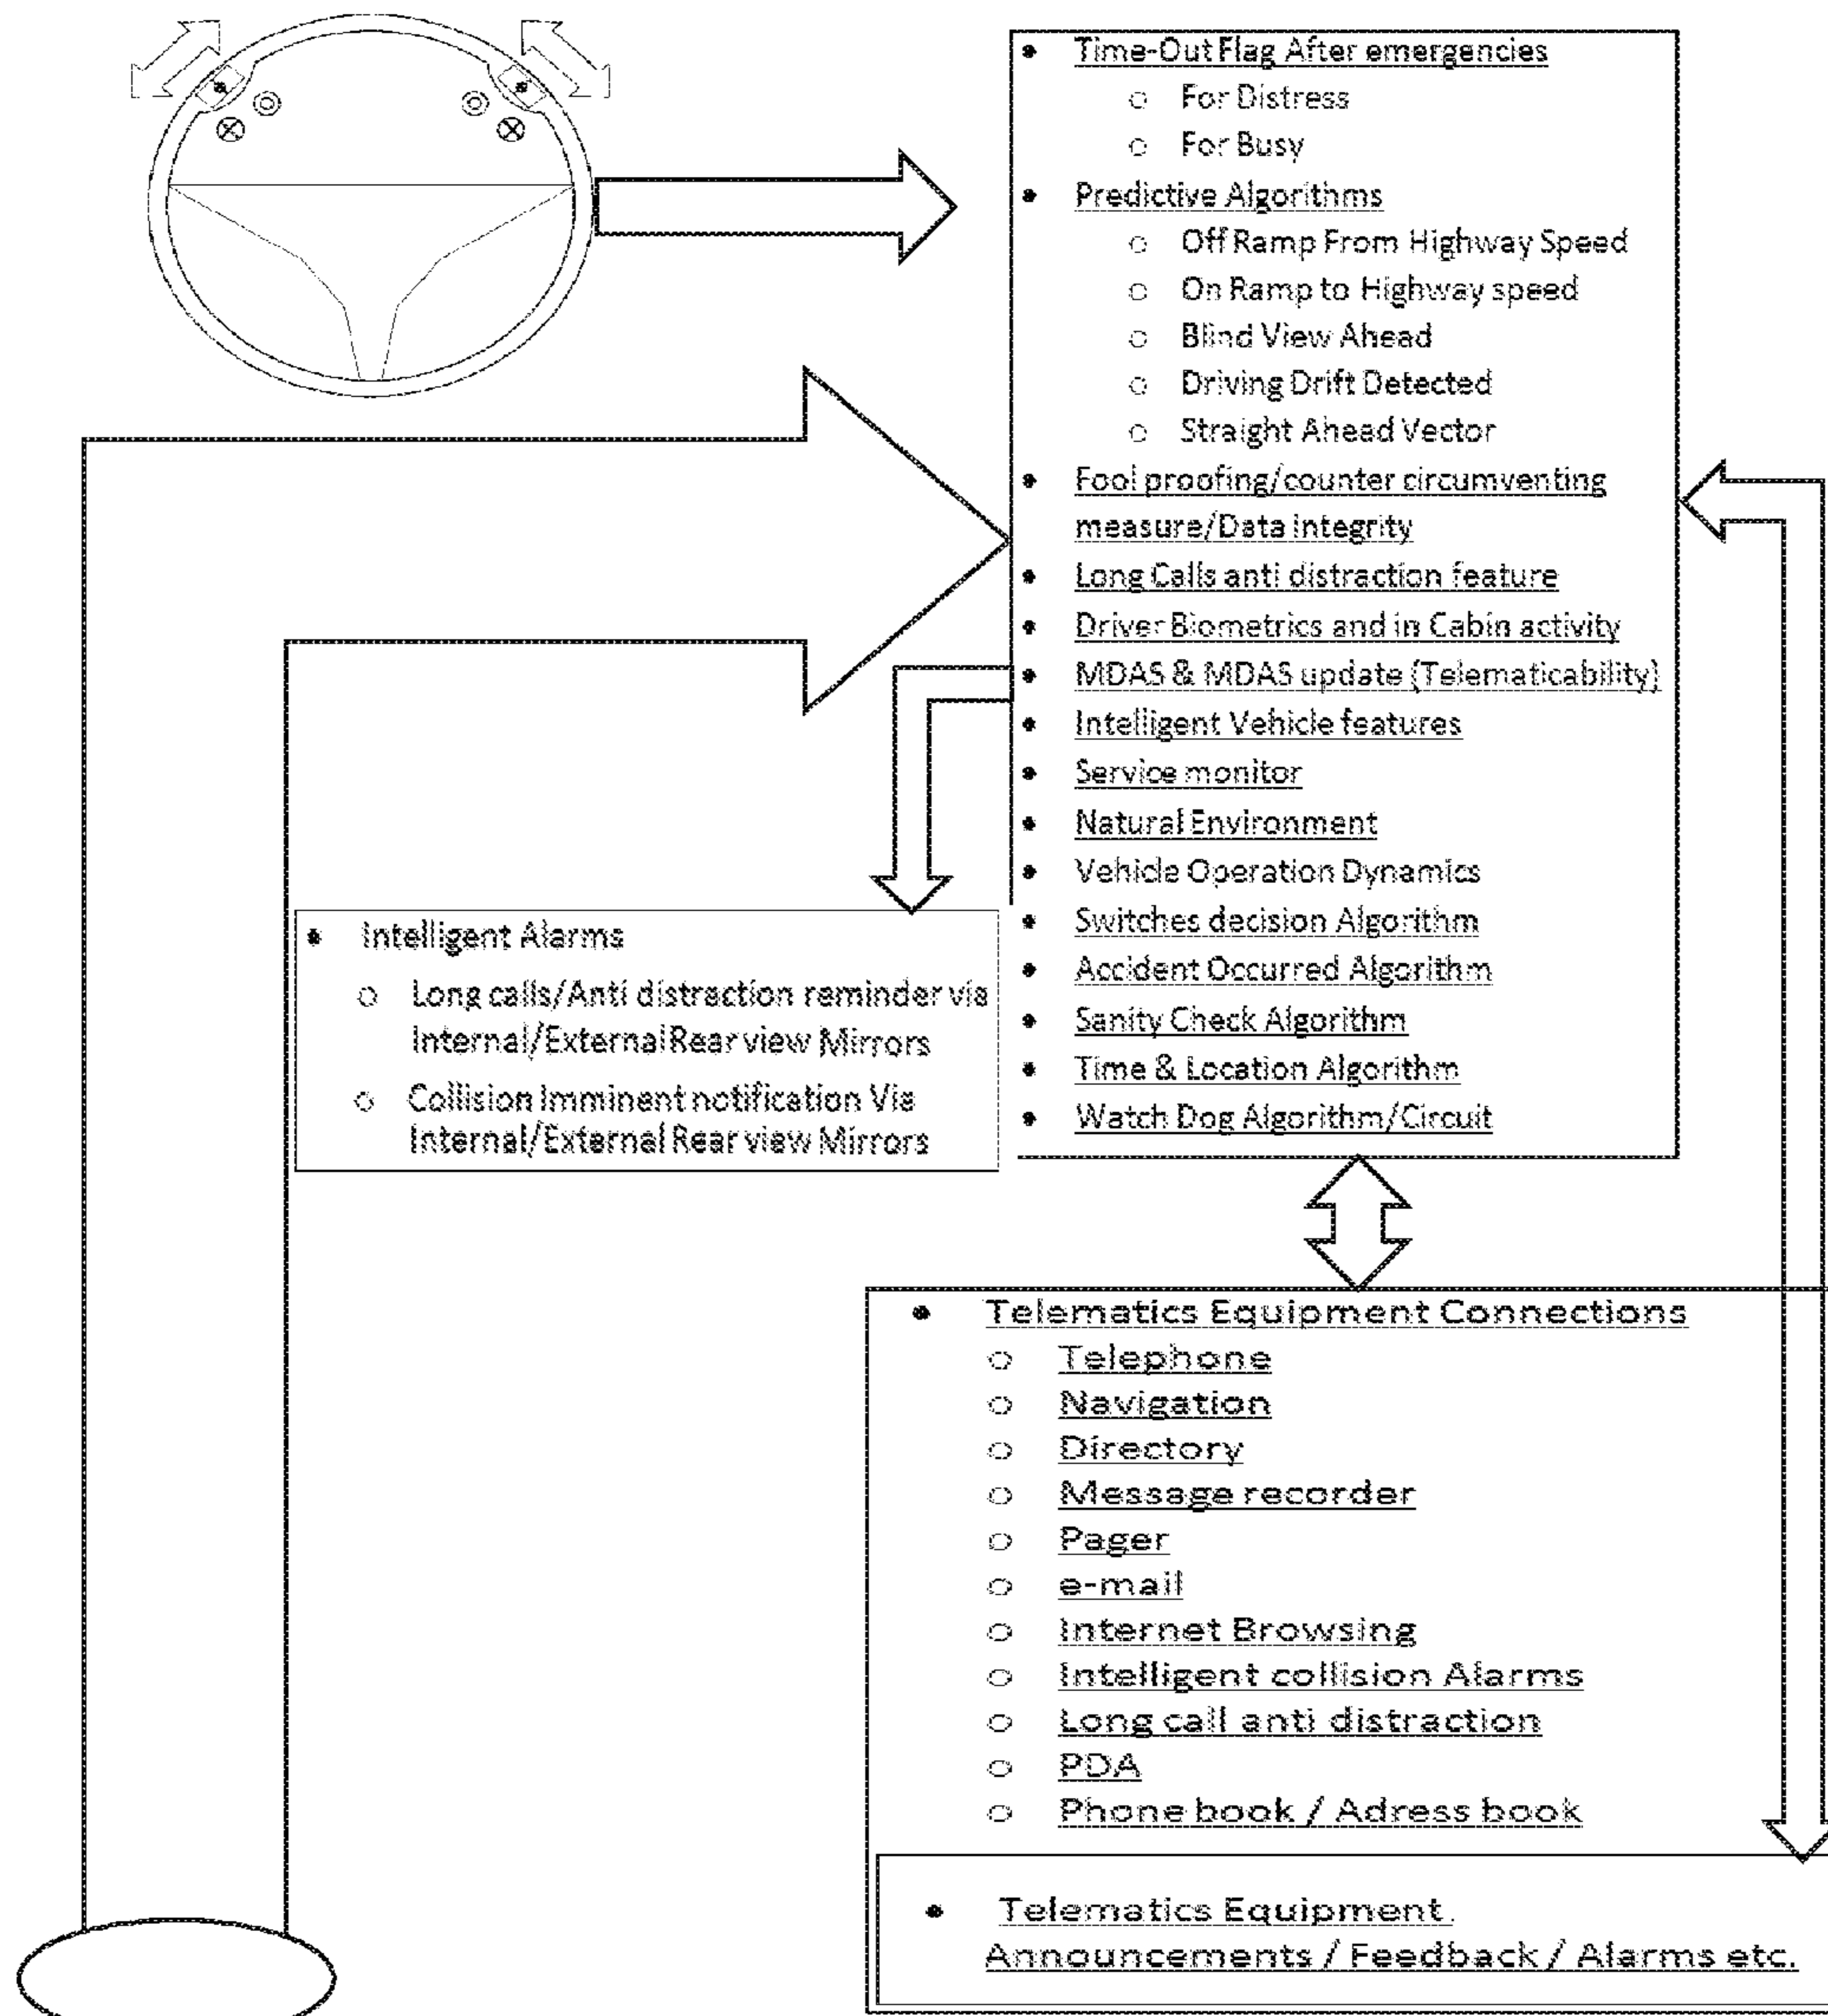 • Time-Out Flag After emergencies
o For Distress
o For Busy
• Predictive Algorithms
o Off Ramp From Highway Speed
o On Ramp to Highway speed
o Blind View Ahead
o Driving Drift Detected
o Straight Ahead Vector
• Fool proofing/counter circumventing
measure/Data integrity
• Long Calls anti distraction feature
• Driver Biometrics and in Cabin activity
• MDAS & MDAS update (Telematicability)
• Intelligent Vehicle features
• Service monitor
• Natural Environment
• Vehicle Operation Dynamics
• Switches decision Algorithm
• Accident Occurred Algorithm
• Sanity Check Algorithm
• Time & Location Algorithm
• Watch Dog Algorithm/Circuit
• Intelligent Alarms
o Long calls/Anti distraction reminder via
Internal/External Rear view Mirrors
o Collision Imminent notification Via
Internal/External Rear view Mirrors
• Telematics Equipment Connections
o Telephone
o Navigation
o Directory
o Message recorder
o Pager
o e-mail
o Internet Browsing
o Intelligent collision Alarms
o Long call anti distraction
o PDA
o Phone book / Adress book
• Telematics Equipment.
Announcements / Feedback / Alarms etc.